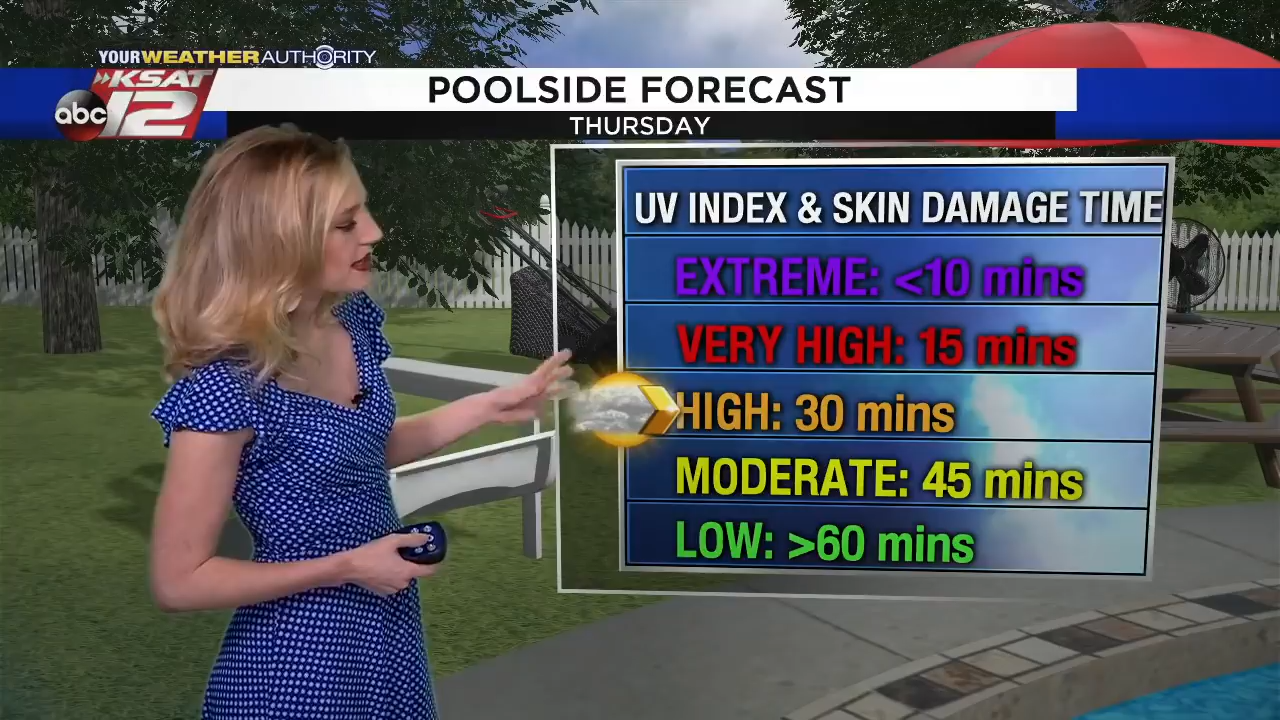 YOUR WEATHER AUTHORITY
KSAT
abc 12
POOLSIDE FORECAST
THURSDAY
UV INDEX & SKIN DAMAGE TIME
EXTREME: <10 mins
VERY HIGH: 15 mins
HIGH: 30 mins
MODERATE: 45 mins
LOW: >60 mins